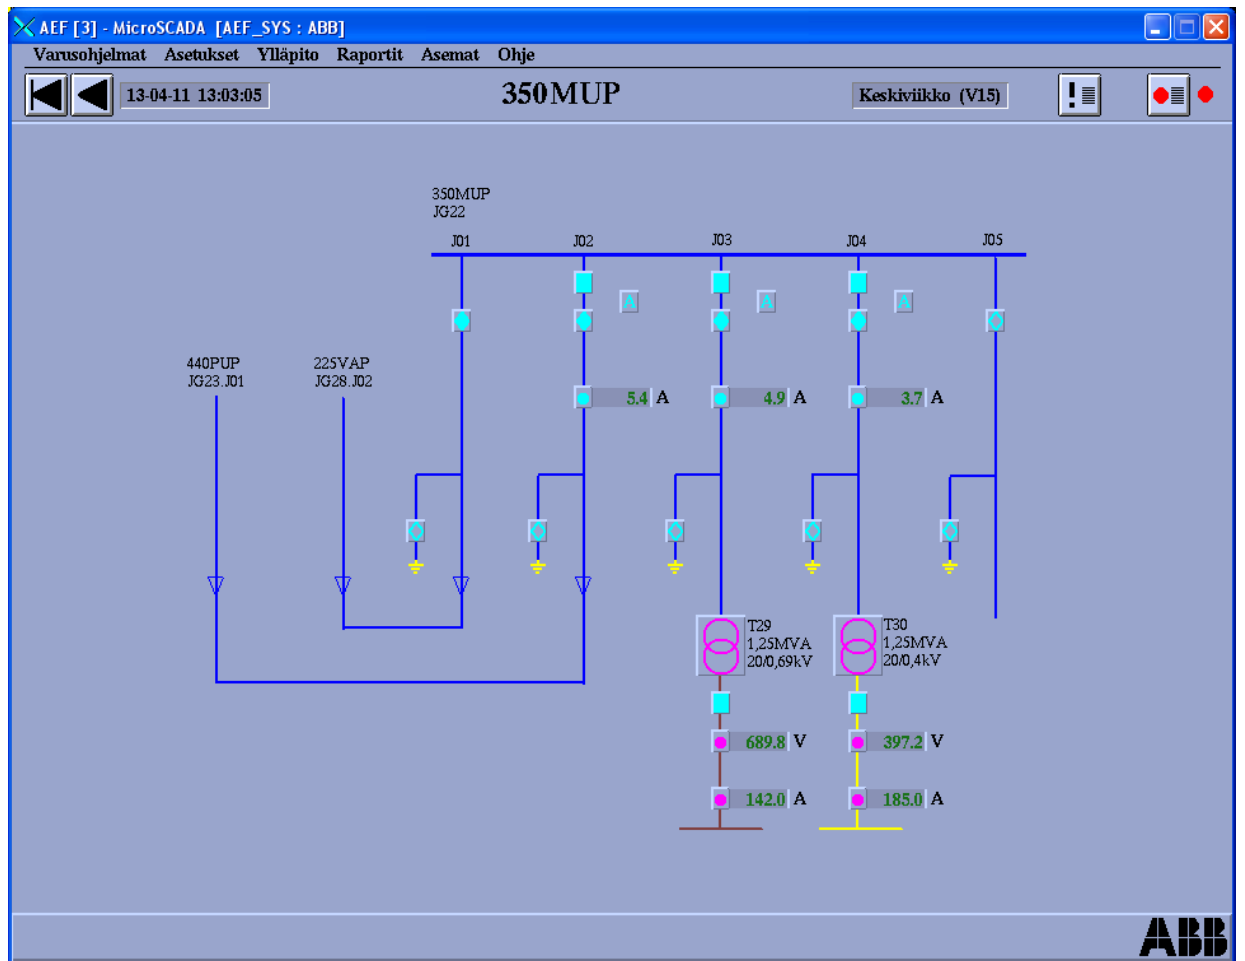 AEF [3] - MicroSCADA [AEF_SYS : ABB]
Varusohjelmat Asetukset Ylläpito Raportit Asemat Ohje
13-04-11 13:03:05
350MUP
Keskiviikko (V15)
350MUP
JG22
J01 J02 J03 J04 J05
A A A
440PUP
JG23.J01
225VAP
JG28.J02
5.4 A 4.9 A 3.7 A
T29
1,25MVA
20/0,69kV
T30
1,25MVA
20/0,4kV
689.8 V 397.2 V
142.0 A 185.0 A
ABB